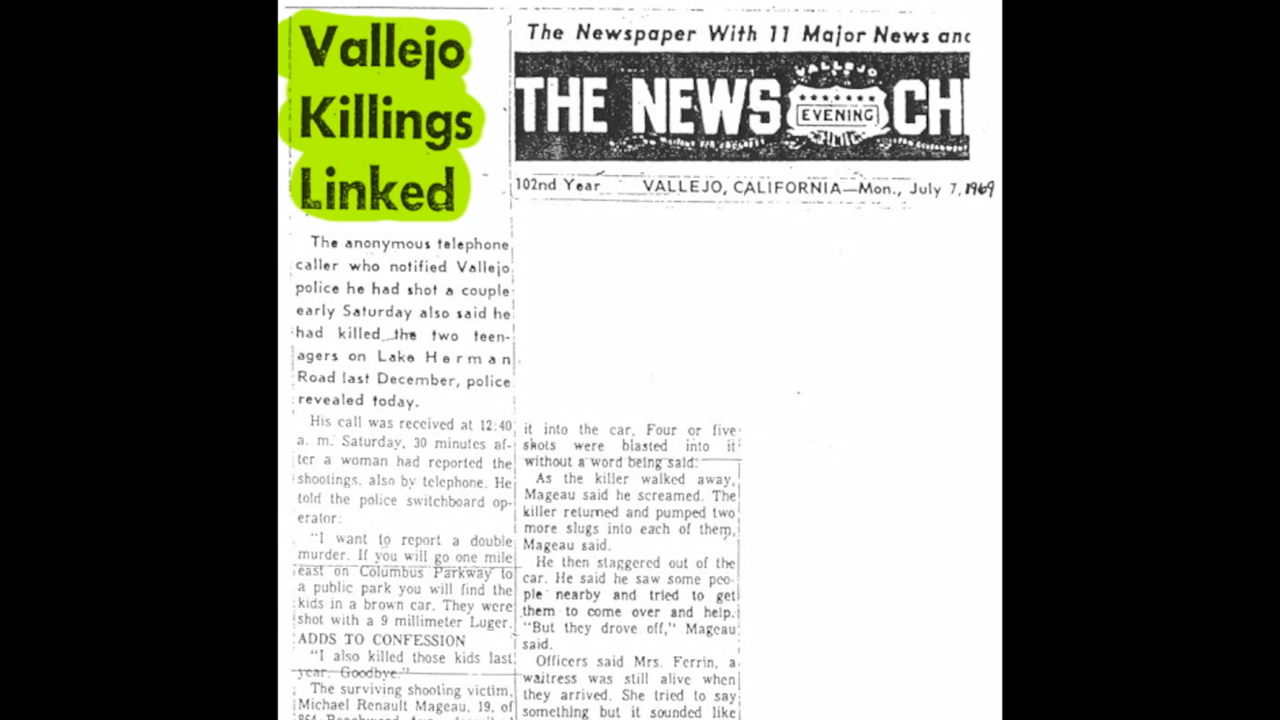 Vallejo
Killings
Linked
The Newspaper With 11 Major News and
THE NEWS
VALLEJO
EVENING
CH
102nd Year VALLEJO, CALIFORNIA—Mon., July 7, 1969
The anonymous telephone
caller who notified Vallejo
police he had shot a couple
early Saturday also said he
had killed the two teen-
agers on Lake Herman
Road last December, police
revealed today.
His call was received at 12:40
a. m. Saturday, 30 minutes af-
ter a woman had reported the
shootings, also by telephone. He
told the police switchboard op-
erator:
"I want to report a double
murder. If you will go one mile
east on Columbus Parkway to
a public park you will find the
kids in a brown car. They were
shot with a 9 millimeter Luger.
ADDS TO CONFESSION
"I also killed those kids last
year. Goodbye."
The surviving shooting victim,
Michael Renault Mageau, 19, of
it into the car. Four or five
shots were blasted into it
without a word being said.
As the killer walked away,
Mageau said he screamed. The
killer returned and pumped two
more slugs into each of them,
Mageau said.
He then staggered out of the
car. He said he saw some peo-
ple nearby and tried to get
them to come over and help.
"But they drove off," Mageau
said.
Officers said Mrs. Ferrin, a
waitress was still alive when
they arrived. She tried to say
something but it sounded like